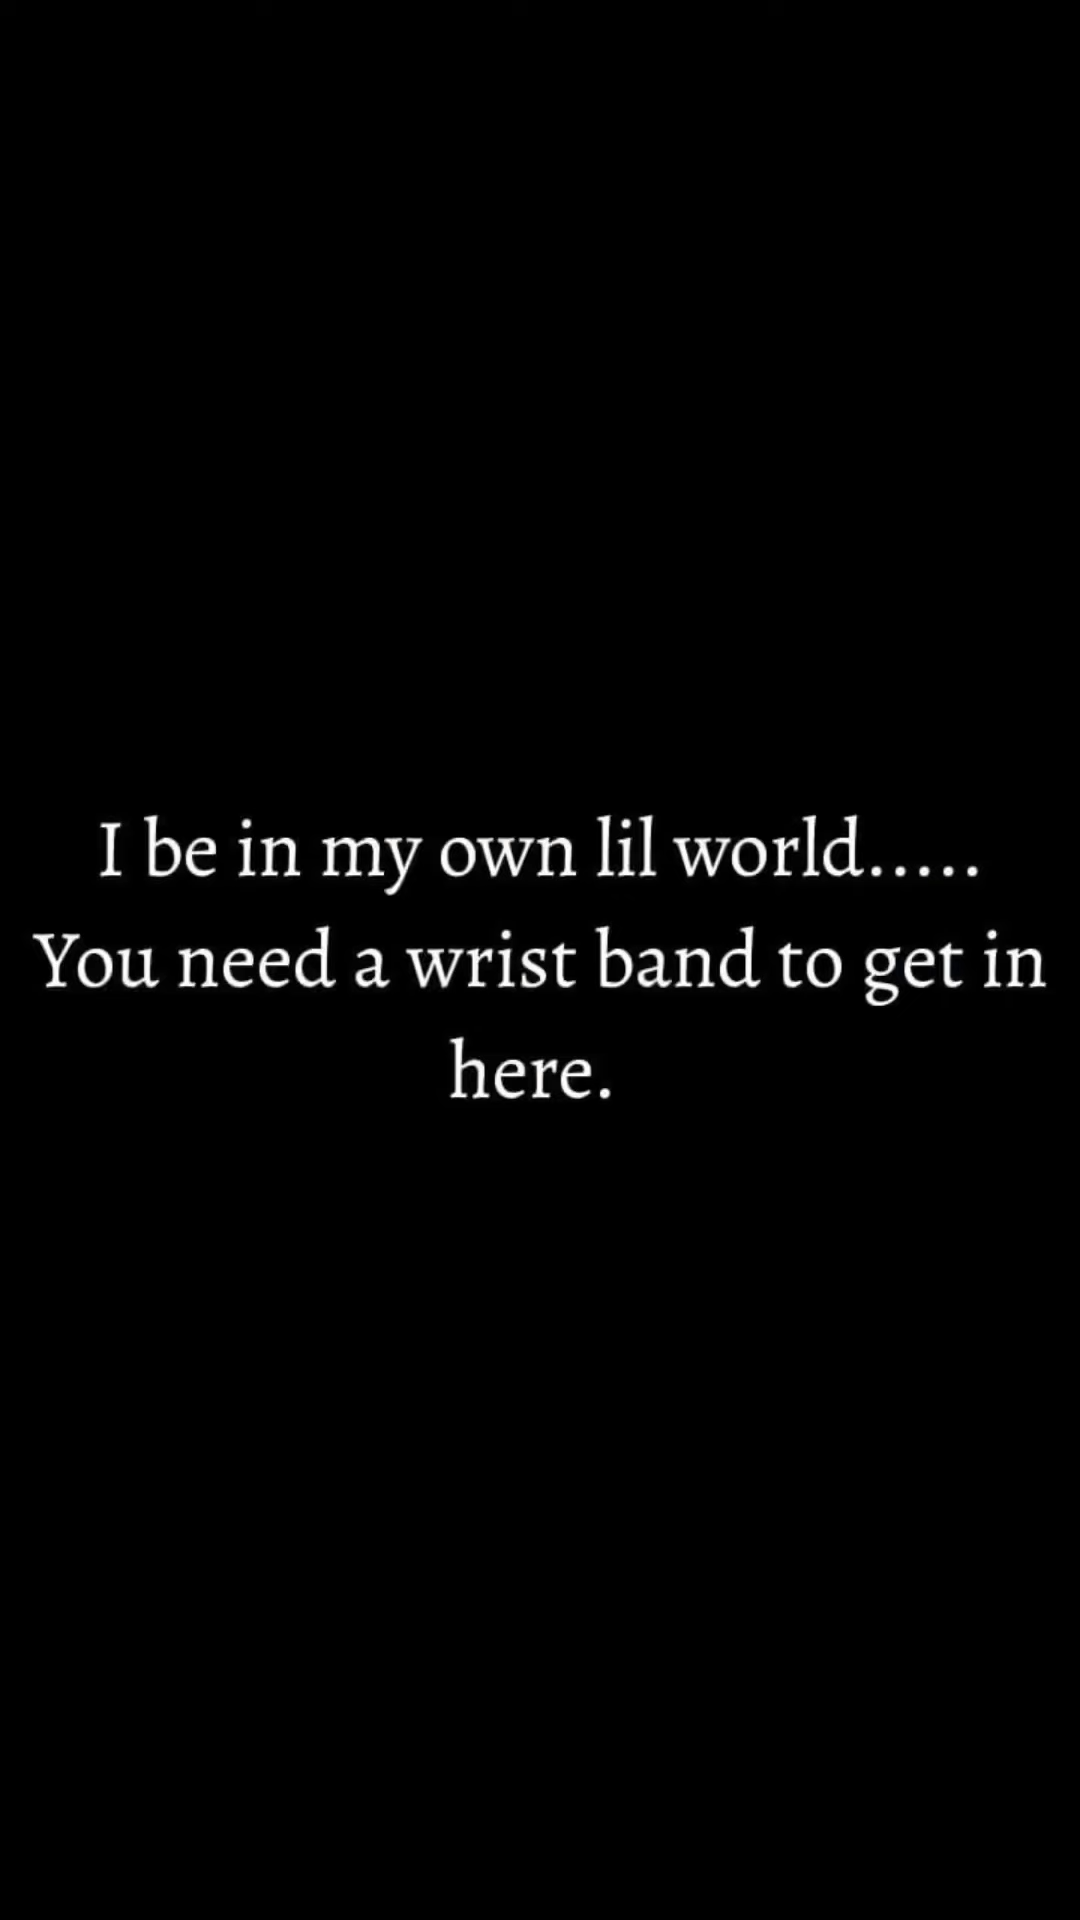 I be in my own lil world.....
You need a wrist band to get in
here.